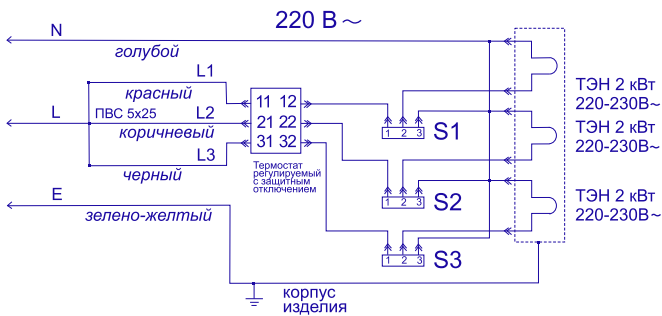 220 В ~
N
голубой
L1
красный
ПВС 5х25
L
L2
коричневый
L3
черный
E
зелено-желтый
11 12
21 22
31 32
Термостат
регулируемый
с защитным
отключением
1 2 3
S1
1 2 3
S2
1 2 3
S3
ТЭН 2 кВт
220-230В~
ТЭН 2 кВт
220-230В~
ТЭН 2 кВт
220-230В~
корпус
изделия